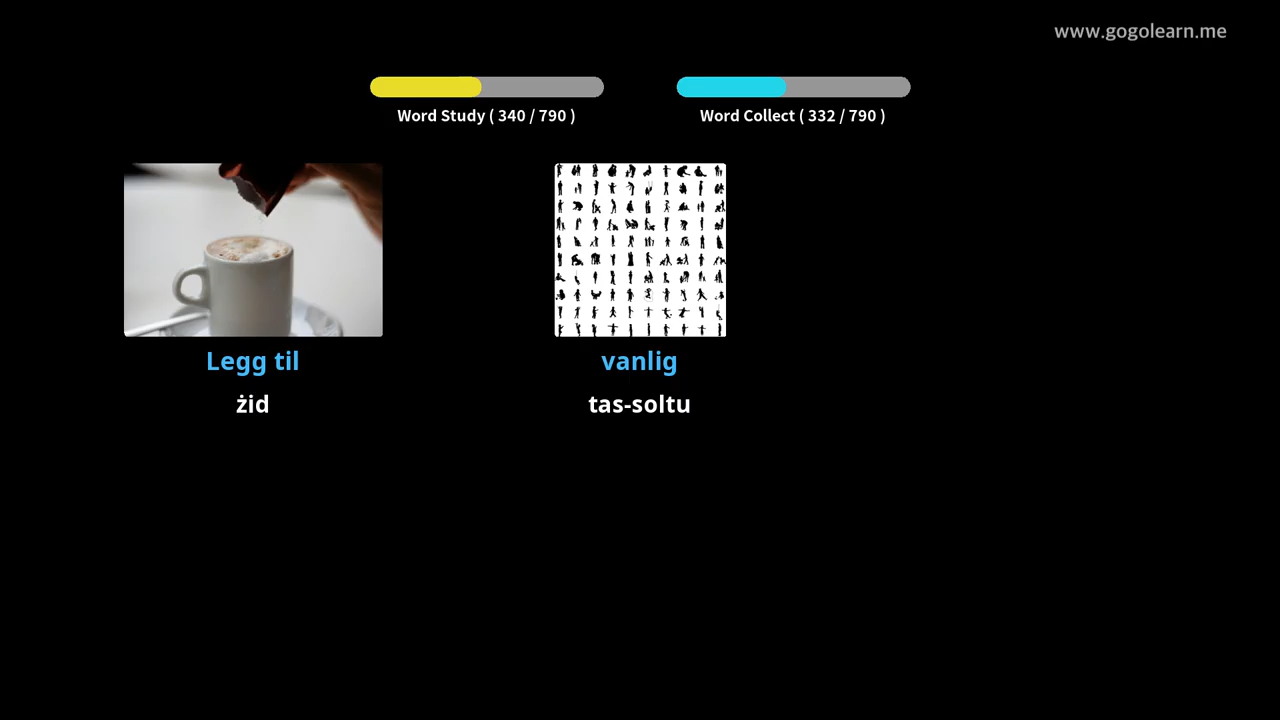 www.gogolearn.me
Word Study ( 340 / 790 )
Word Collect ( 332 / 790 )
Legg til
vanlig
żid
tas-soltu